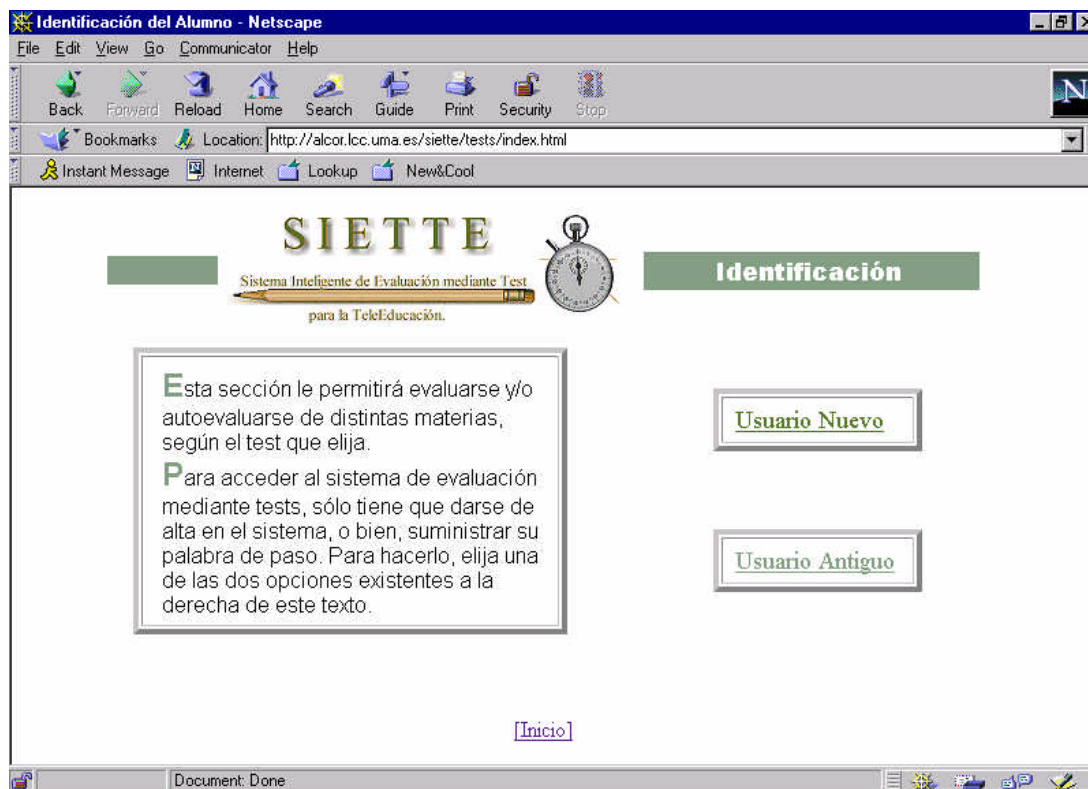 Identificación del Alumno - Netscape
File Edit View Go Communicator Help
Back Forward Reload Home Search Guide Print Security Stop
N
Bookmarks Location: http://alcor.lcc.uma.es/siette/tests/index.html
Instant Message Internet Lookup New&Cool
SIETTE
Sistema Inteligente de Evaluación mediante Test
para la TeleEducación.
Identificación
Esta sección le permitirá evaluarse y/o
autoevaluarse de distintas materias,
según el test que elija.
Para acceder al sistema de evaluación
mediante tests, sólo tiene que darse de
alta en el sistema, o bien, suministrar su
palabra de paso. Para hacerlo, elija una
de las dos opciones existentes a la
derecha de este texto.
Usuario Nuevo
Usuario Antiguo
[Inicio]
Document: Done